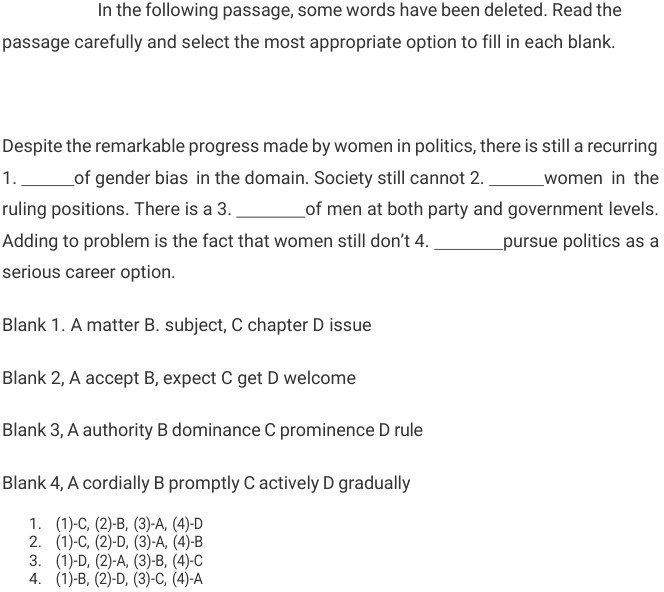 In the following passage, some words have been deleted. Read the
passage carefully and select the most appropriate option to fill in each blank.
Despite the remarkable progress made by women in politics, there is still a recurring
1. ______of gender bias in the domain. Society still cannot 2. ______women in the
ruling positions. There is a 3. ________of men at both party and government levels.
Adding to problem is the fact that women still don't 4. ________pursue politics as a
serious career option.
Blank 1. A matter B. subject, C chapter D issue
Blank 2, A accept B, expect C get D welcome
Blank 3, A authority B dominance C prominence D rule
Blank 4, A cordially B promptly C actively D gradually
1. (1)-C, (2)-B, (3)-A, (4)-D
2. (1)-C, (2)-D, (3)-A, (4)-B
3. (1)-D, (2)-A, (3)-B, (4)-C
4. (1)-B, (2)-D, (3)-C, (4)-A